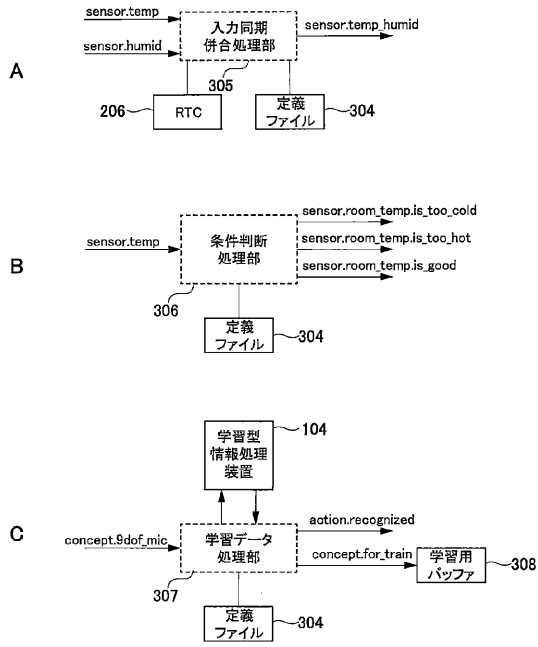 sensor.temp
sensor.humid
入力同期
併合処理部
sensor.temp_humid
305
A
206
RTC
定義
ファイル
304
sensor.temp
条件判断
処理部
sensor.room_temp.is_too_cold
sensor.room_temp.is_too_hot
sensor.room_temp.is_good
B
306
定義
ファイル
304
学習型
情報処理
装置
104
C
concept.9dof_mic
学習データ
処理部
action.recognized
concept.for_train
学習用
バッファ
308
307
定義
ファイル
304